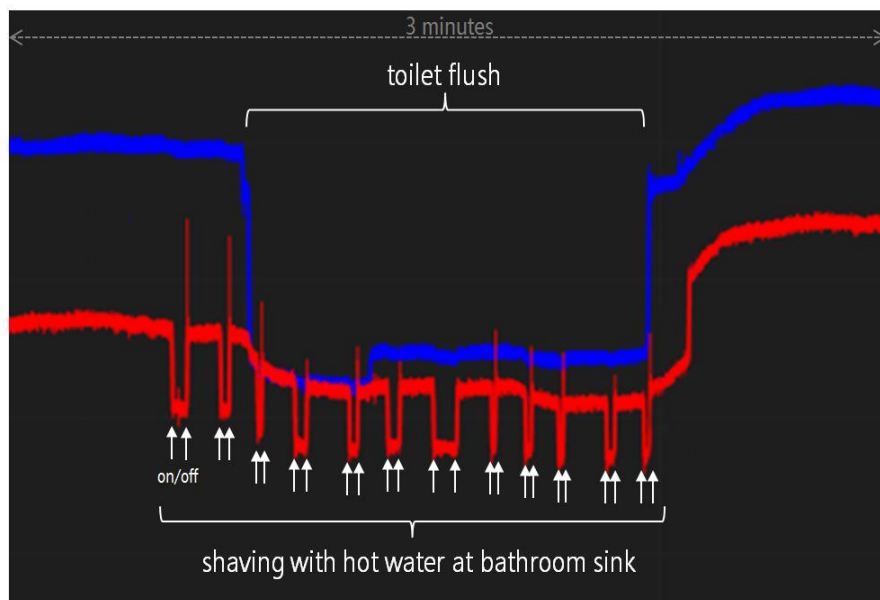 3 minutes
toilet flush
on/off
shaving with hot water at bathroom sink